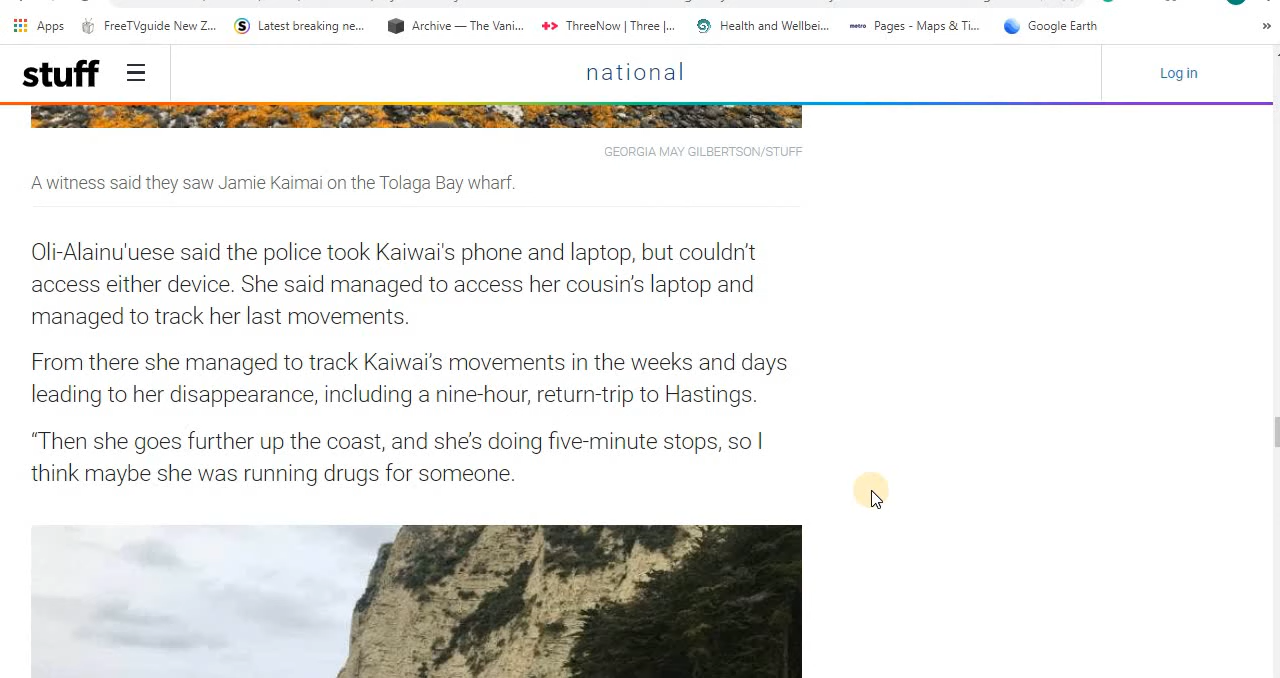 Apps FreeTVguide New Z... Latest breaking ne... Archive — The Vani... ThreeNow | Three |... Health and Wellbei... metro Pages - Maps & Ti... Google Earth »
stuff national Log in
GEORGIA MAY GILBERTSON/STUFF
A witness said they saw Jamie Kaimai on the Tolaga Bay wharf.
Oli-Alainu'uese said the police took Kaiwai's phone and laptop, but couldn’t
access either device. She said managed to access her cousin’s laptop and
managed to track her last movements.
From there she managed to track Kaiwai’s movements in the weeks and days
leading to her disappearance, including a nine-hour, return-trip to Hastings.
“Then she goes further up the coast, and she’s doing five-minute stops, so I
think maybe she was running drugs for someone.